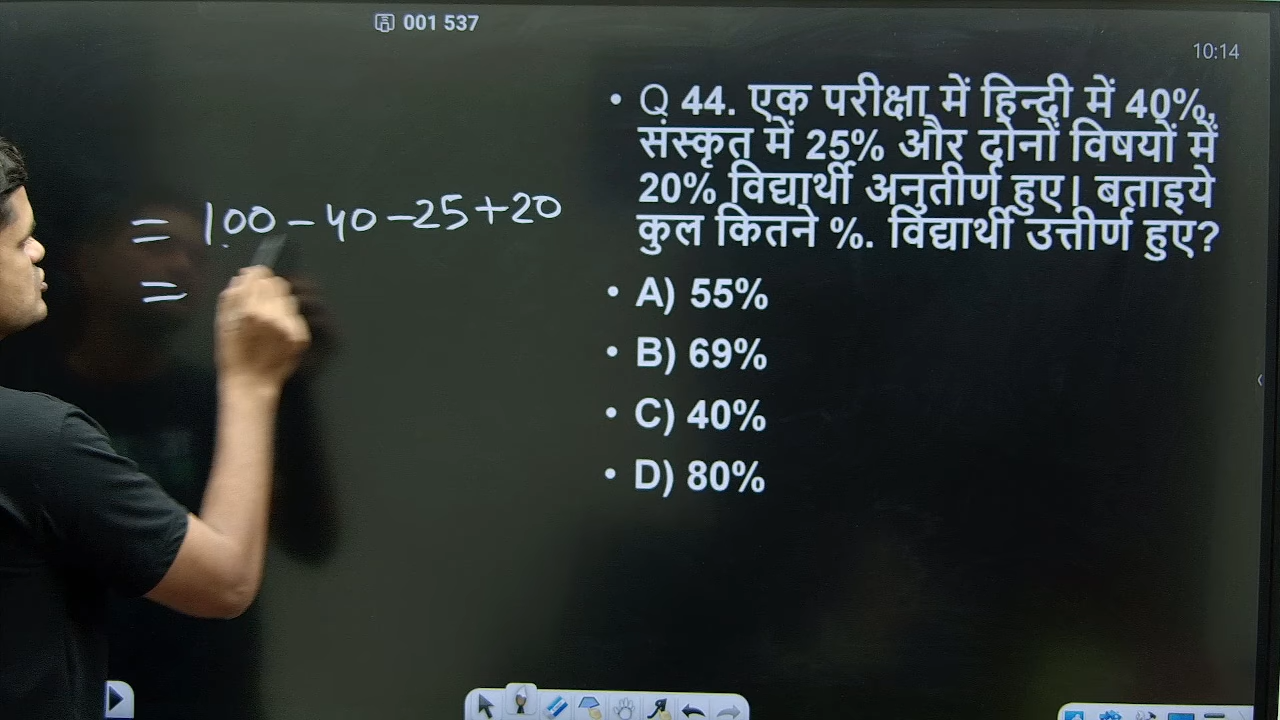 001 537
10:14
• Q 44. एक परीक्षा में हिन्दी में 40%,
संस्कृत में 25% और दोनों विषयों में
20% विद्यार्थी अनुतीर्ण हुए। बताइये
कुल कितने %. विद्यार्थी उत्तीर्ण हुए?
• A) 55%
• B) 69%
• C) 40%
• D) 80%
= 100 - 40 - 25 + 20
=